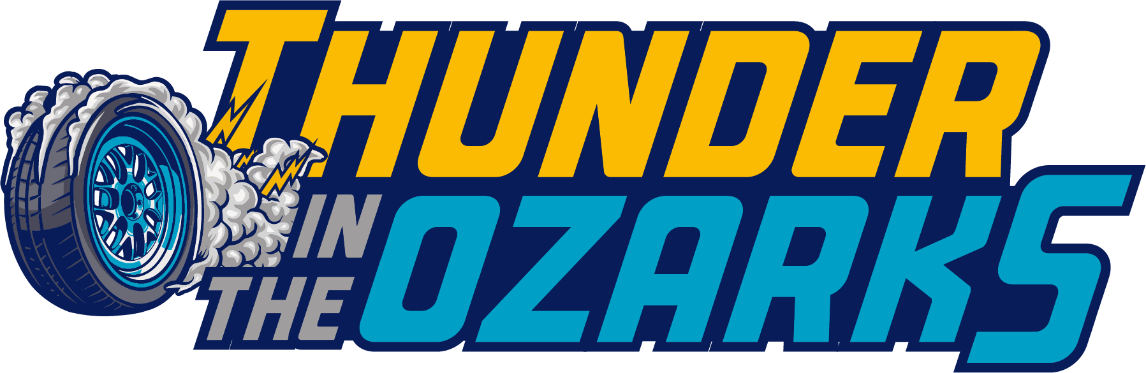 THUNDER
IN
THE
OZARKS